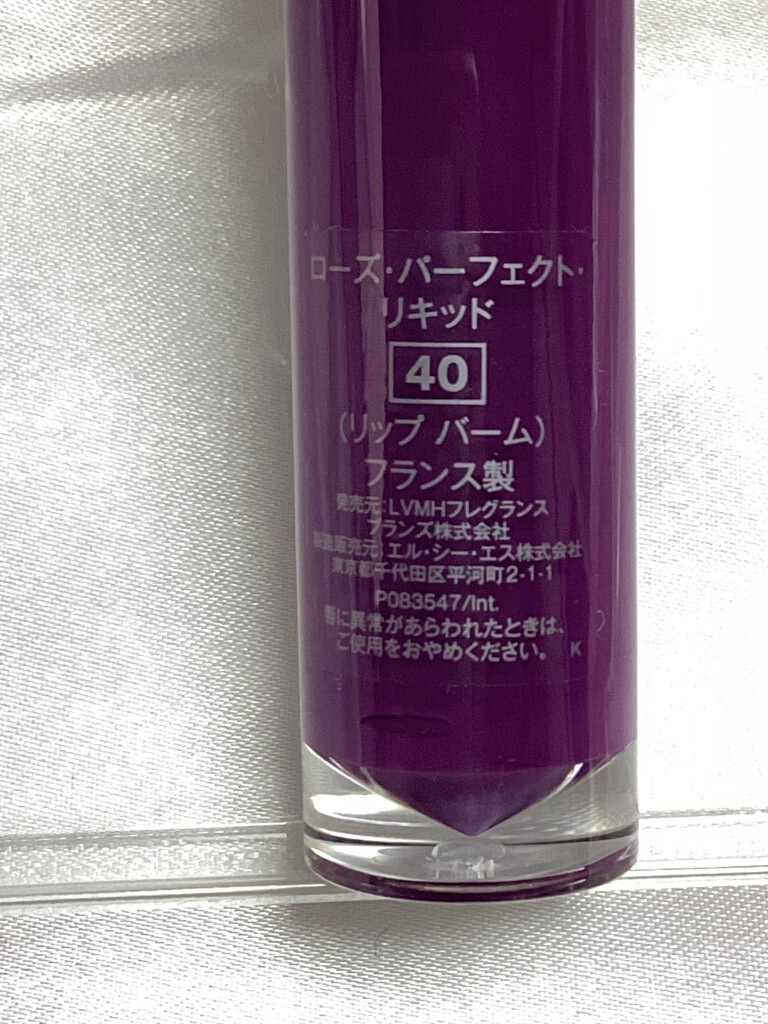 ローズ・パーフェクト・
リキッド
40
(リップ バーム)
フランス製
発売元:LVMHフレグランス
ブランズ株式会社
製造販売元:エル・シー・エス株式会社
東京都千代田区平河町2-1-1
P083547/Int.
唇に異常があらわれたときは、
ご使用をおやめください。 K